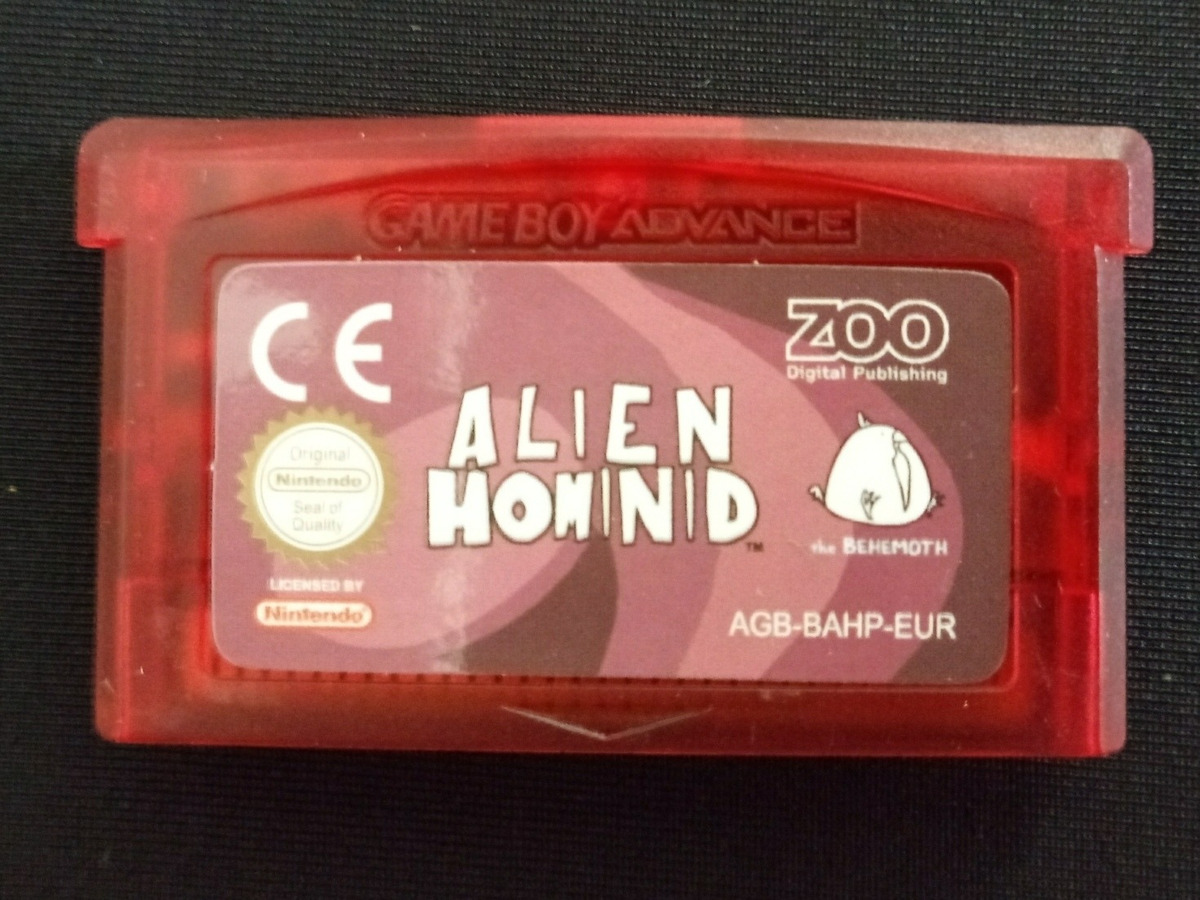 GAME BOY ADVANCE
CE
ZOO
Digital Publishing
ALIEN
HOMINID
TM
Original
Nintendo
Seal of
Quality
the BEHEMOTH
LICENSED BY
Nintendo
AGB-BAHP-EUR